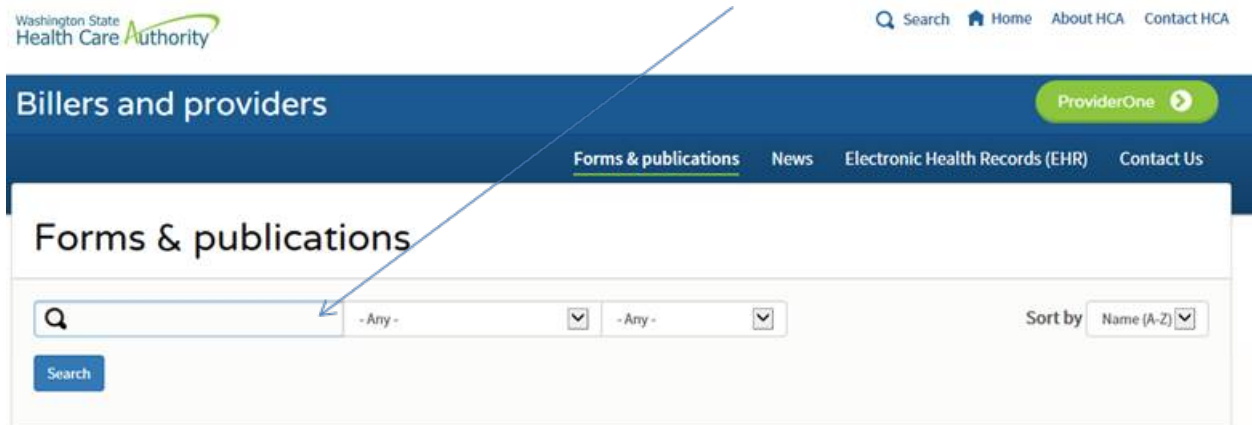 Washington State
Health Care Authority
Search Home About HCA Contact HCA
Billers and providers
ProviderOne
Forms & publications News Electronic Health Records (EHR) Contact Us
Forms & publications
- Any - - Any - Sort by Name (A-Z)
Search